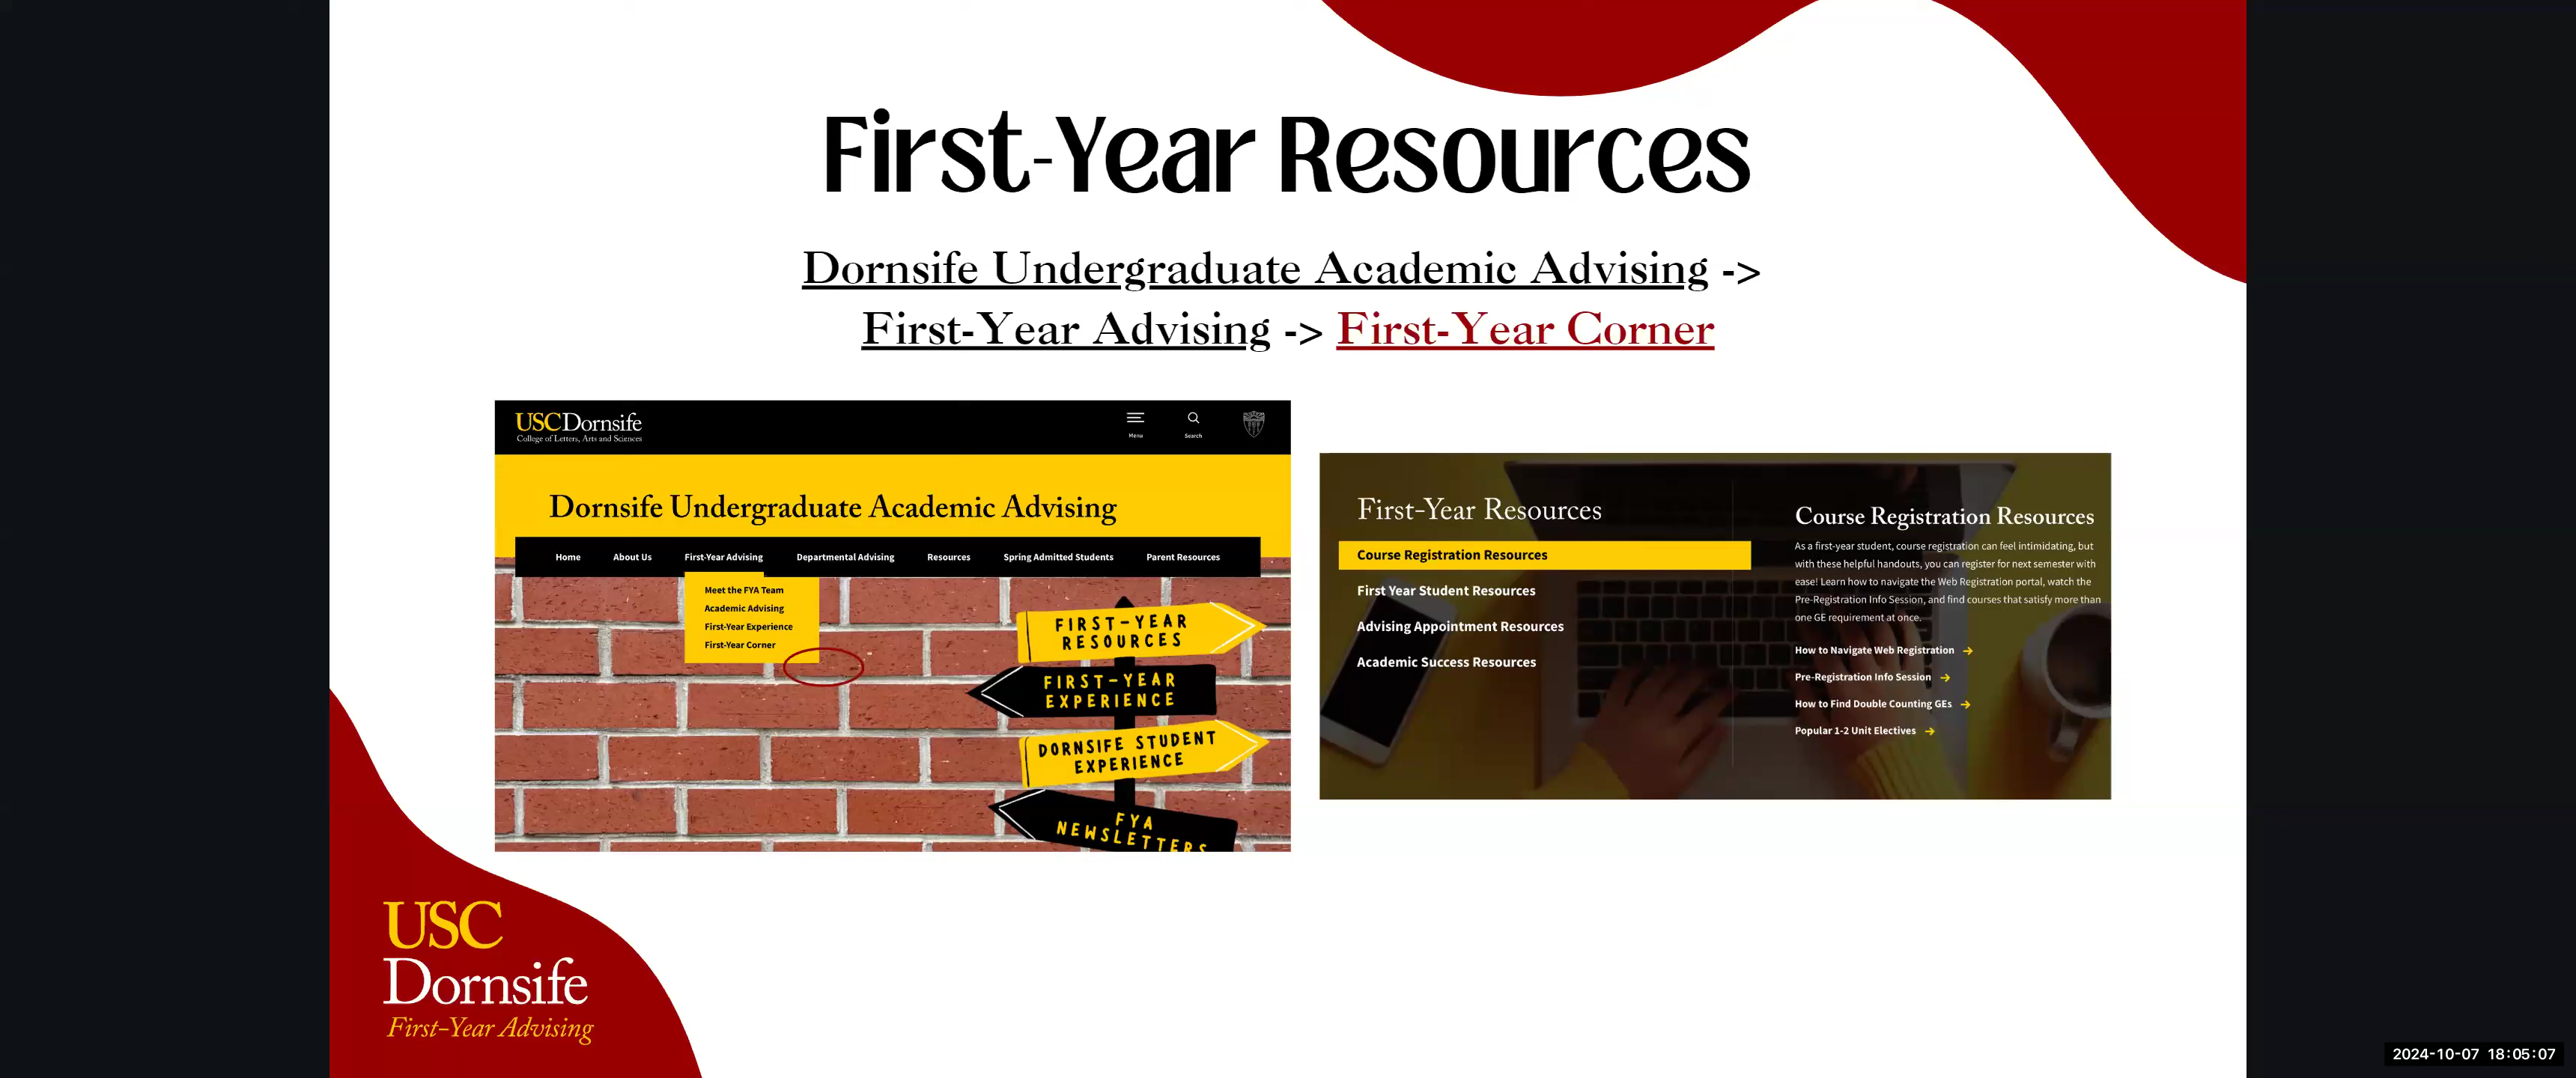 First-Year Resources
Dornsife Undergraduate Academic Advising ->
First-Year Advising -> First-Year Corner
USCDornsife
College of Letters, Arts and Sciences
Menu
Search
Dornsife Undergraduate Academic Advising
Home About Us First-Year Advising Departmental Advising Resources Spring Admitted Students Parent Resources
Meet the FYA Team
Academic Advising
First-Year Experience
First-Year Corner
FIRST-YEAR
RESOURCES
FIRST-YEAR
EXPERIENCE
DORNSIFE STUDENT
EXPERIENCE
FYA
NEWSLETTERS
First-Year Resources
Course Registration Resources
First Year Student Resources
Advising Appointment Resources
Academic Success Resources
Course Registration Resources
As a first-year student, course registration can feel intimidating, but
with these helpful handouts, you can register for next semester with
ease! Learn how to navigate the Web Registration portal, watch the
Pre-Registration Info Session, and find courses that satisfy more than
one GE requirement at once.
How to Navigate Web Registration →
Pre-Registration Info Session →
How to Find Double Counting GEs →
Popular 1-2 Unit Electives →
USC
Dornsife
First-Year Advising
2024-10-07 18:05:07